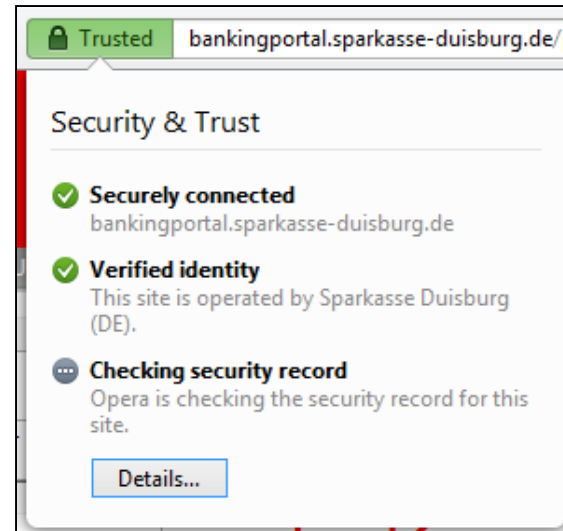 Trusted bankingportal.sparkasse-duisburg.de/
Security & Trust
Securely connected
bankingportal.sparkasse-duisburg.de
Verified identity
This site is operated by Sparkasse Duisburg
(DE).
Checking security record
Opera is checking the security record for this
site.
Details...